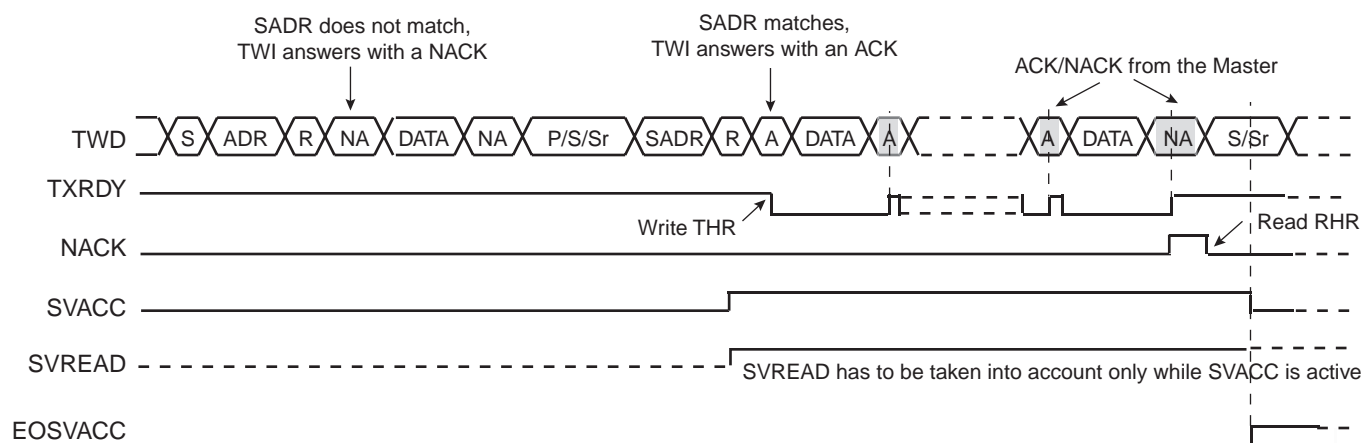 SADR does not match,
TWI answers with a NACK
SADR matches,
TWI answers with an ACK
ACK/NACK from the Master
TWD S ADR R NA DATA NA P/S/Sr SADR R A DATA A A DATA NA S/Sr
TXRDY
Write THR
Read RHR
NACK
SVACC
SVREAD
SVREAD has to be taken into account only while SVACC is active
EOSVACC